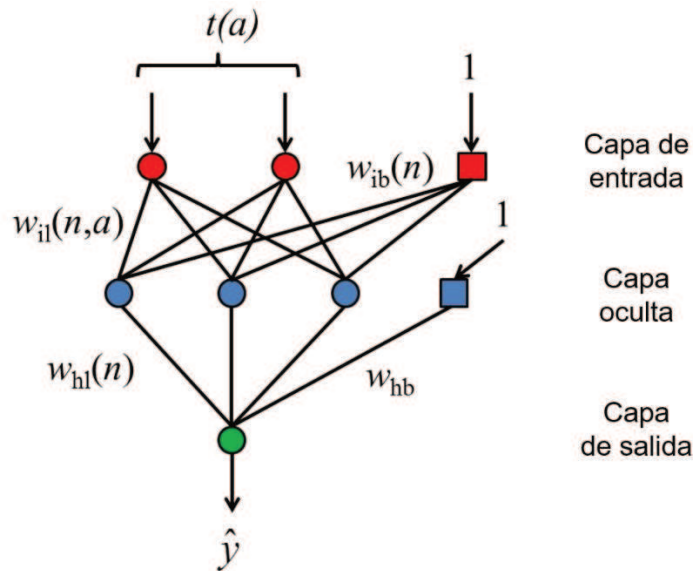 t(a)
1
Capa de
entrada
w_ib(n)
w_il(n,a)
1
Capa
oculta
w_hl(n)
w_hb
Capa
de salida
ŷ